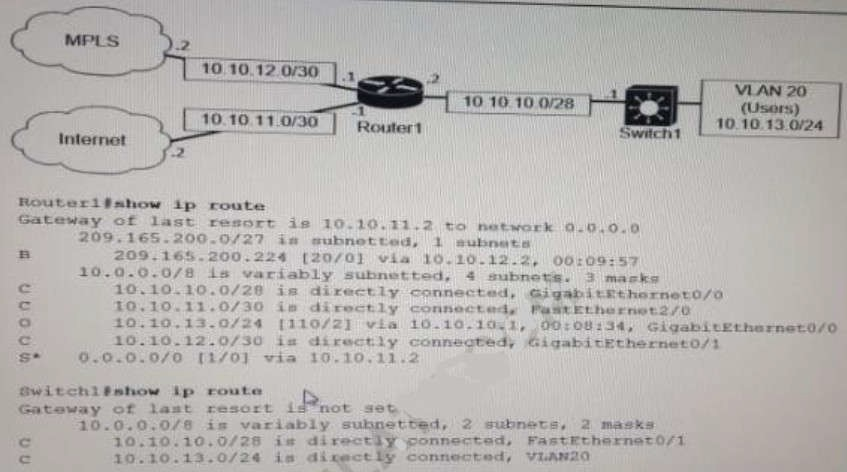 MPLS
.2
10.10.12.0/30
.1
.2
10.10.10.0/28
.1
VLAN 20
(Users)
10.10.13.0/24
10.10.11.0/30
.1
Router1
Switch1
Internet
.2
Router1#show ip route
Gateway of last resort is 10.10.11.2 to network 0.0.0.0
209.165.200.0/27 is subnetted, 1 subnets
B 209.165.200.224 [20/0] via 10.10.12.2, 00:09:57
10.0.0.0/8 is variably subnetted, 4 subnets, 3 masks
C 10.10.10.0/28 is directly connected, GigabitEthernet0/0
C 10.10.11.0/30 is directly connected, FastEthernet2/0
O 10.10.13.0/24 [110/2] via 10.10.10.1, 00:08:34, GigabitEthernet0/0
C 10.10.12.0/30 is directly connected, GigabitEthernet0/1
S* 0.0.0.0/0 [1/0] via 10.10.11.2
Switch1#show ip route
Gateway of last resort is not set
10.0.0.0/8 is variably subnetted, 2 subnets, 2 masks
C 10.10.10.0/28 is directly connected, FastEthernet0/1
C 10.10.13.0/24 is directly connected, VLAN20